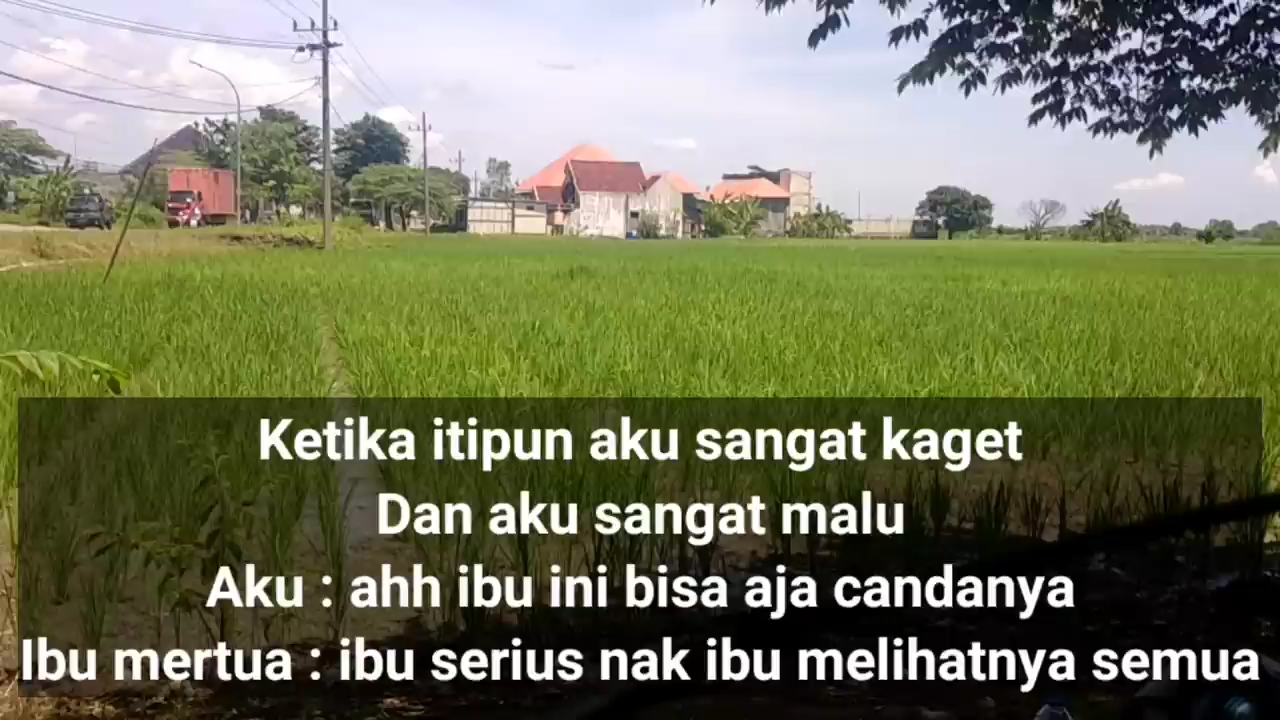 Ketika itipun aku sangat kaget
Dan aku sangat malu
Aku : ahh ibu ini bisa aja candanya
Ibu mertua : ibu serius nak ibu melihatnya semua